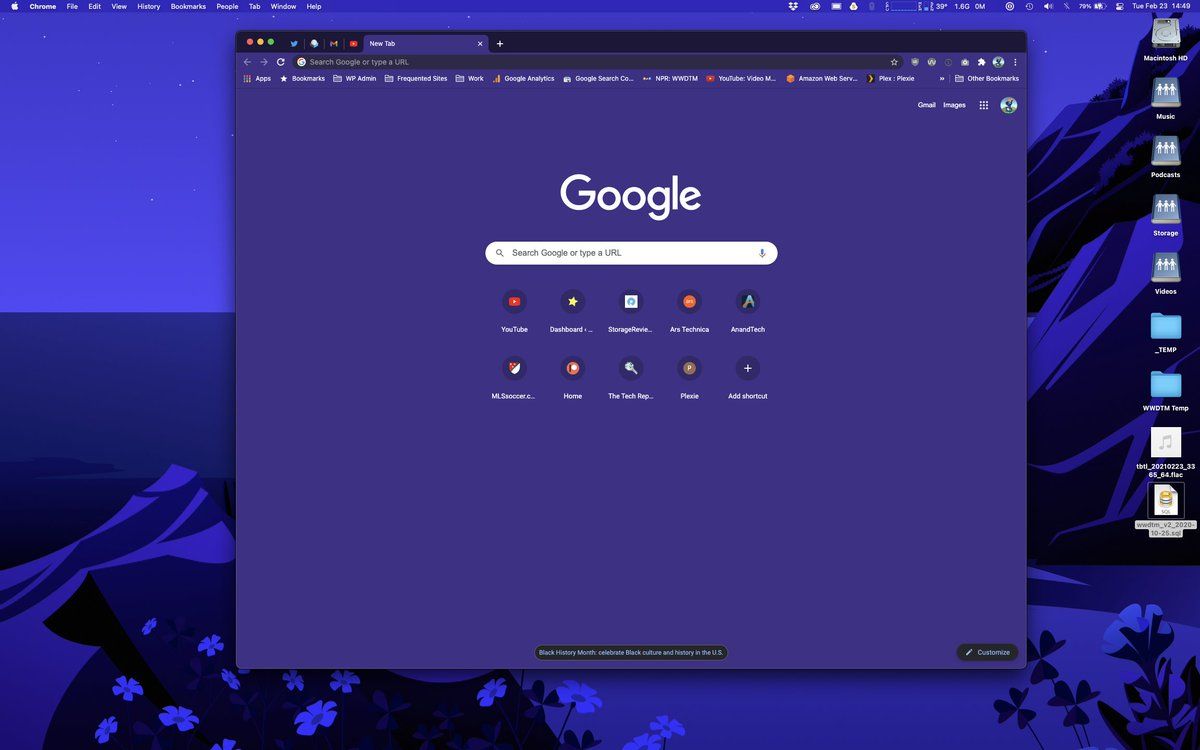 Chrome File Edit View History Bookmarks People Tab Window Help
39° 1.6G 0M 79% Tue Feb 23 14:49
New Tab
Search Google or type a URL
Apps Bookmarks WP Admin Frequented Sites Work Google Analytics Google Search Co... NPR: WWDTM YouTube: Video M... Amazon Web Serv... Plex : Plexie » Other Bookmarks
Gmail Images
Google
Search Google or type a URL
YouTube Dashboard ‹ ... StorageRevie... Ars Technica AnandTech
MLSsoccer.c... Home The Tech Rep... Plexie Add shortcut
Black History Month: celebrate Black culture and history in the U.S.
Customize
Macintosh HD
Music
Podcasts
Storage
Videos
_TEMP
WWDTM Temp
tbtl_20210223_33
65_64.flac
SQL
wwdtm_v2_2020-
10-25.sql